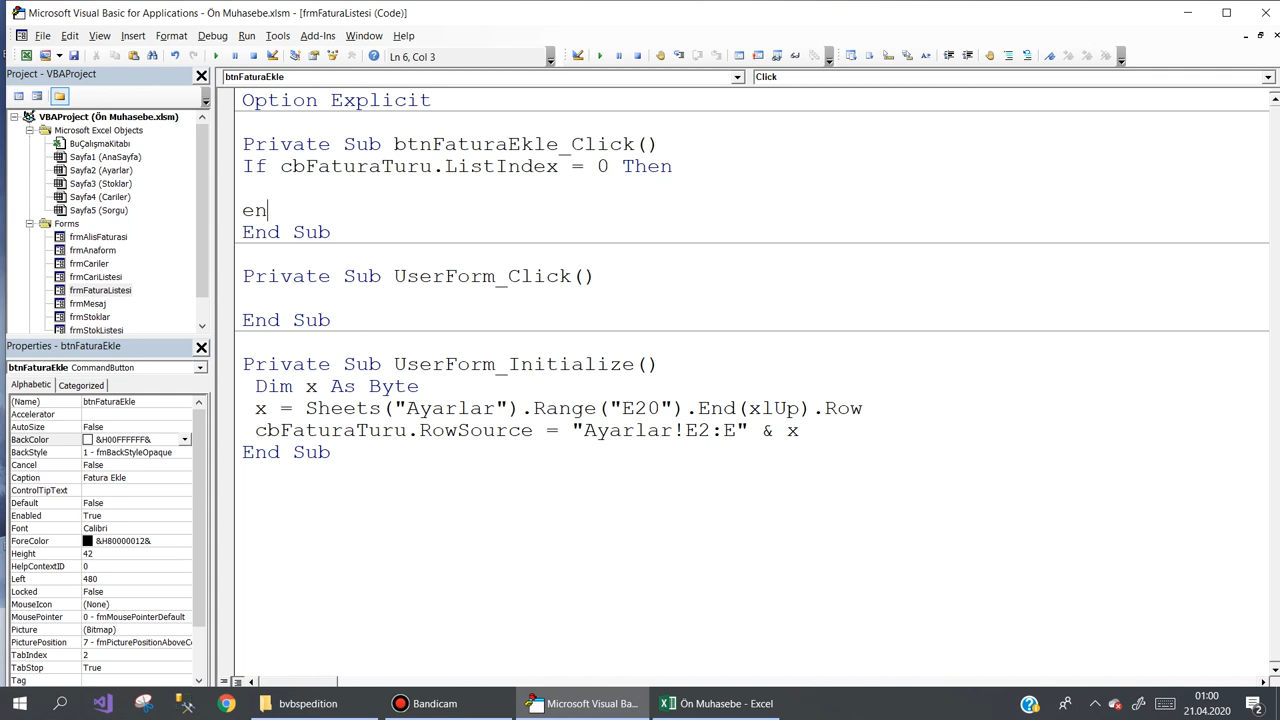 Microsoft Visual Basic for Applications - Ön Muhasebe.xlsm - [frmFaturaListesi (Code)]
File Edit View Insert Format Debug Run Tools Add-Ins Window Help
Ln 6, Col 3
Project - VBAProject
VBAProject (Ön Muhasebe.xlsm)
Microsoft Excel Objects
BuÇalışmaKitabı
Sayfa1 (AnaSayfa)
Sayfa2 (Ayarlar)
Sayfa3 (Stoklar)
Sayfa4 (Cariler)
Sayfa5 (Sorgu)
Forms
frmAlisFaturasi
frmAnaform
frmCariler
frmCariListesi
frmFaturaListesi
frmMesaj
frmStoklar
frmStokListesi
Properties - btnFaturaEkle
btnFaturaEkle CommandButton
Alphabetic Categorized
(Name) btnFaturaEkle
Accelerator
AutoSize False
BackColor &H00FFFFFF&
BackStyle 1 - fmBackStyleOpaque
Cancel False
Caption Fatura Ekle
ControlTipText
Default False
Enabled True
Font Calibri
ForeColor &H80000012&
Height 42
HelpContextID 0
Left 480
Locked False
MouseIcon (None)
MousePointer 0 - fmMousePointerDefault
Picture (Bitmap)
PicturePosition 7 - fmPicturePositionAboveC
TabIndex 2
TabStop True
Tag
btnFaturaEkle Click
Option Explicit
Private Sub btnFaturaEkle_Click()
If cbFaturaTuru.ListIndex = 0 Then
en
End Sub
Private Sub UserForm_Click()
End Sub
Private Sub UserForm_Initialize()
Dim x As Byte
x = Sheets("Ayarlar").Range("E20").End(xlUp).Row
cbFaturaTuru.RowSource = "Ayarlar!E2:E" & x
End Sub
bvbspedition Bandicam Microsoft Visual Ba... Ön Muhasebe - Excel
01:00
21.04.2020
2